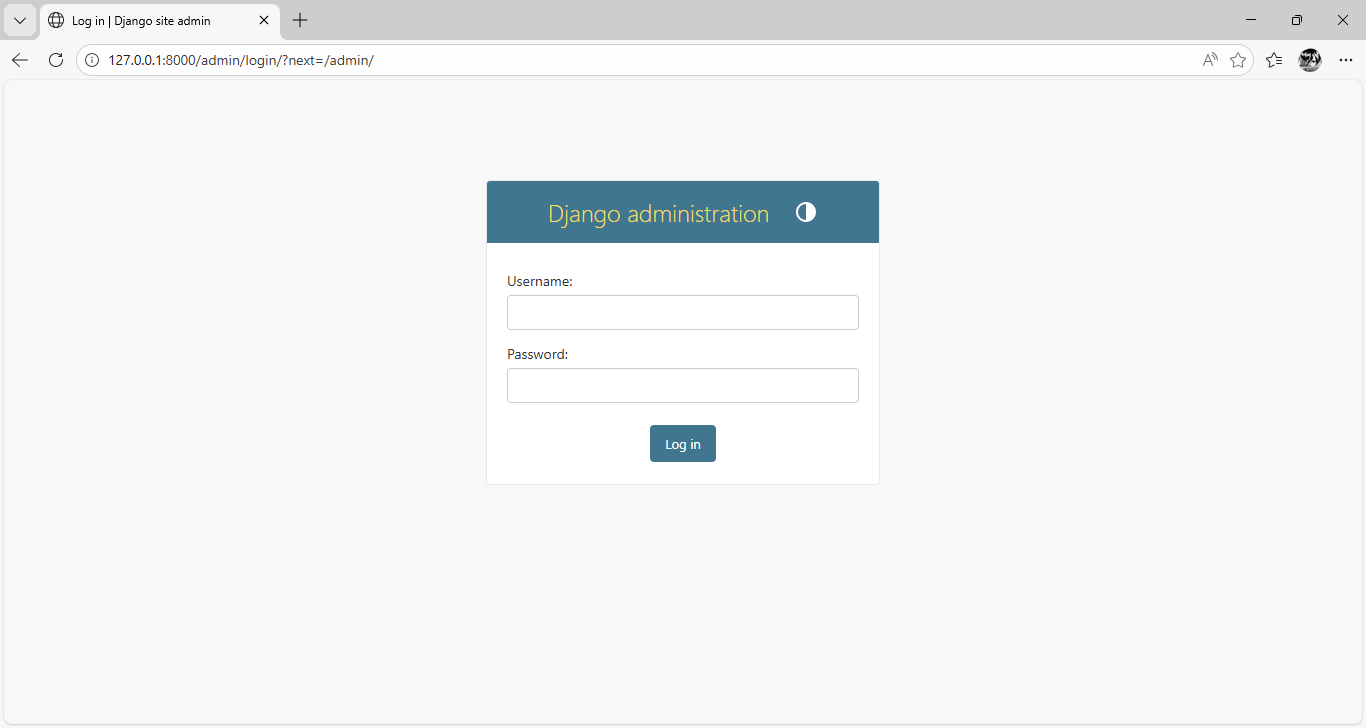 Log in | Django site admin
127.0.0.1:8000/admin/login/?next=/admin/
Django administration
Username:
Password:
Log in